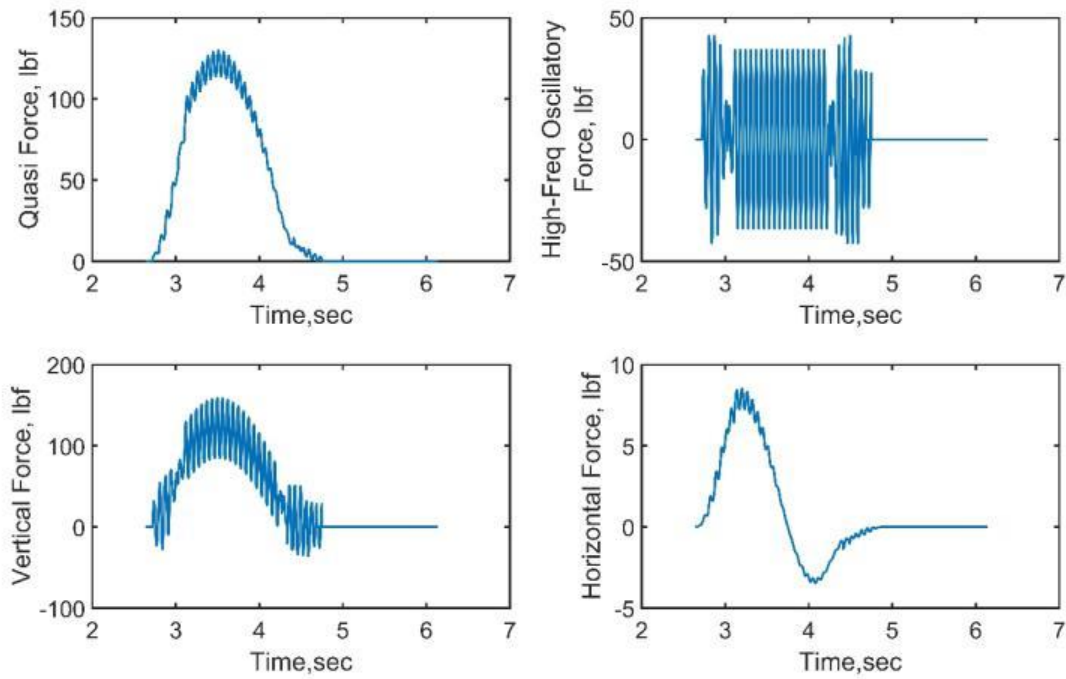 150
100
50
0
Quasi Force, lbf
2 3 4 5 6 7
Time,sec
50
0
-50
High-Freq Oscillatory
Force, lbf
2 3 4 5 6 7
Time,sec
200
100
0
-100
Vertical Force, lbf
2 3 4 5 6 7
Time,sec
10
5
0
-5
Horizontal Force, lbf
2 3 4 5 6 7
Time,sec